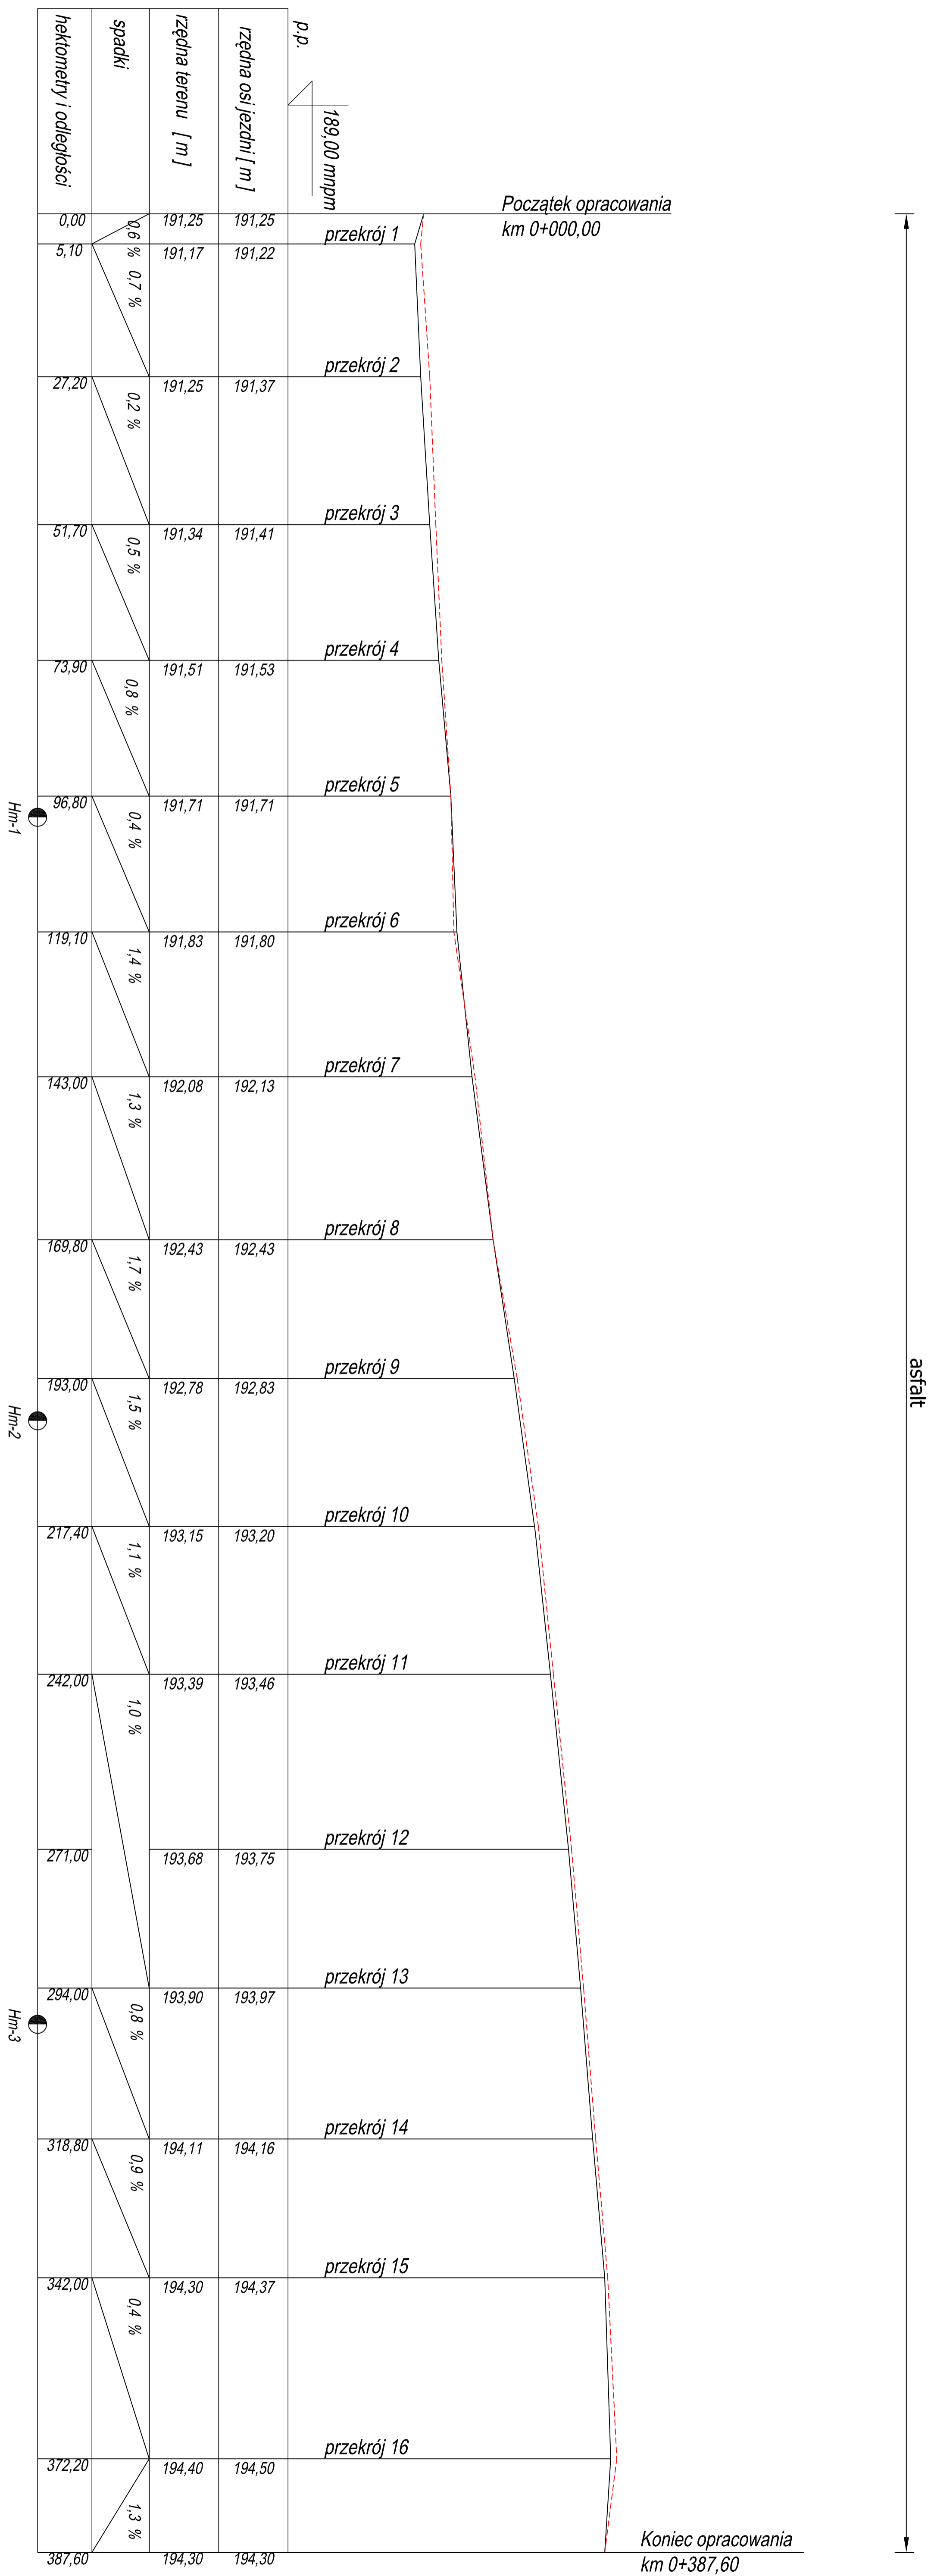 hektometry i odległości
spadki
rzędna terenu [ m ]
rzędna osi jezdni [ m ]
p.p.
189,00 mnpm
Początek opracowania
km 0+000,00
0,00
191,25
191,25
0,6 %
przekrój 1
5,10
191,17
191,22
0,7 %
przekrój 2
27,20
191,25
191,37
0,2 %
przekrój 3
51,70
191,34
191,41
0,5 %
przekrój 4
73,90
191,51
191,53
0,8 %
przekrój 5
96,80
191,71
191,71
Hm-1
0,4 %
przekrój 6
119,10
191,83
191,80
1,4 %
przekrój 7
143,00
192,08
192,13
1,3 %
przekrój 8
169,80
192,43
192,43
1,7 %
asfalt
przekrój 9
193,00
192,78
192,83
Hm-2
1,5 %
przekrój 10
217,40
193,15
193,20
1,1 %
przekrój 11
242,00
193,39
193,46
1,0 %
przekrój 12
271,00
193,68
193,75
przekrój 13
294,00
193,90
193,97
Hm-3
0,8 %
przekrój 14
318,80
194,11
194,16
0,9 %
przekrój 15
342,00
194,30
194,37
0,4 %
przekrój 16
372,20
194,40
194,50
1,3 %
Koniec opracowania
km 0+387,60
387,60
194,30
194,30